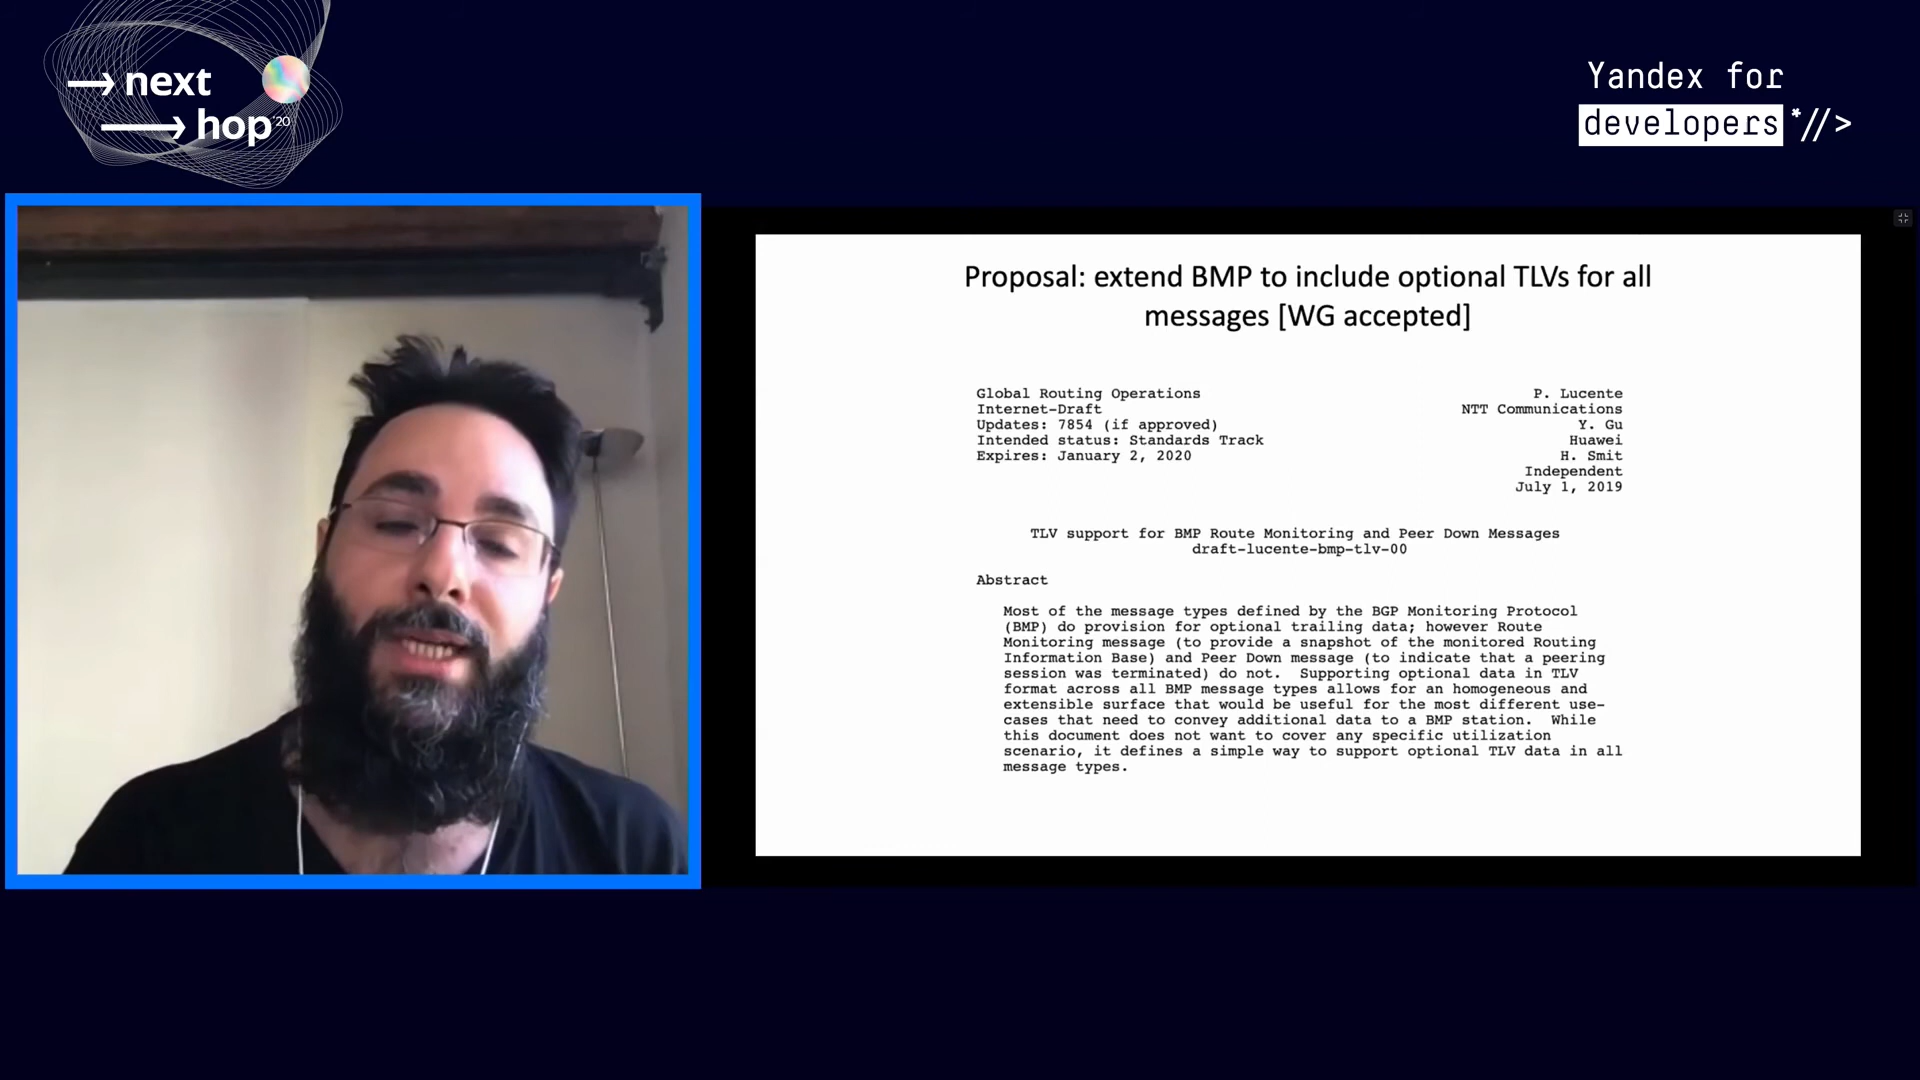 → next
→ hop '20
Yandex for
developers *//>
Proposal: extend BMP to include optional TLVs for all
messages [WG accepted]
Global Routing Operations
Internet-Draft
Updates: 7854 (if approved)
Intended status: Standards Track
Expires: January 2, 2020
P. Lucente
NTT Communications
Y. Gu
Huawei
H. Smit
Independent
July 1, 2019
TLV support for BMP Route Monitoring and Peer Down Messages
draft-lucente-bmp-tlv-00
Abstract
Most of the message types defined by the BGP Monitoring Protocol
(BMP) do provision for optional trailing data; however Route
Monitoring message (to provide a snapshot of the monitored Routing
Information Base) and Peer Down message (to indicate that a peering
session was terminated) do not.  Supporting optional data in TLV
format across all BMP message types allows for an homogeneous and
extensible surface that would be useful for the most different use-
cases that need to convey additional data to a BMP station.  While
this document does not want to cover any specific utilization
scenario, it defines a simple way to support optional TLV data in all
message types.